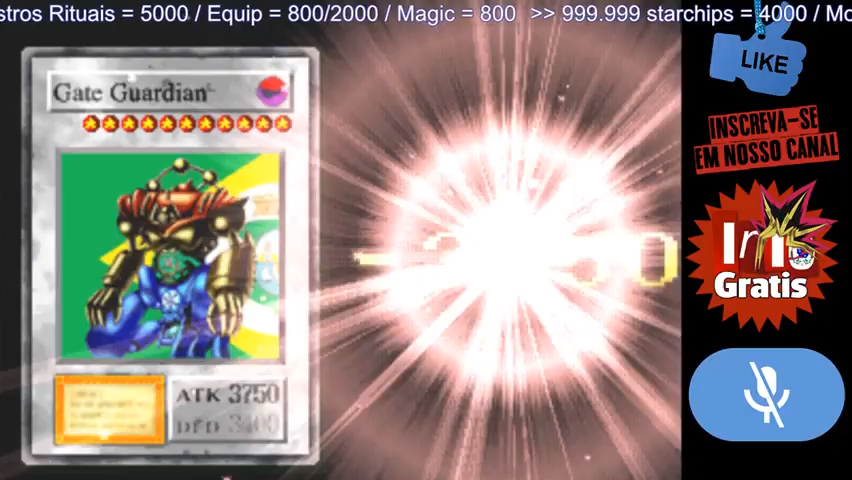 stros Rituais = 5000 / Equip = 800/2000 / Magic = 800 >> 999.999 starchips = 4000 / Mo
Gate Guardian
ATK 3750
DFD 3400
LIKE
INSCREVA-SE
EM NOSSO CANAL
Gratis